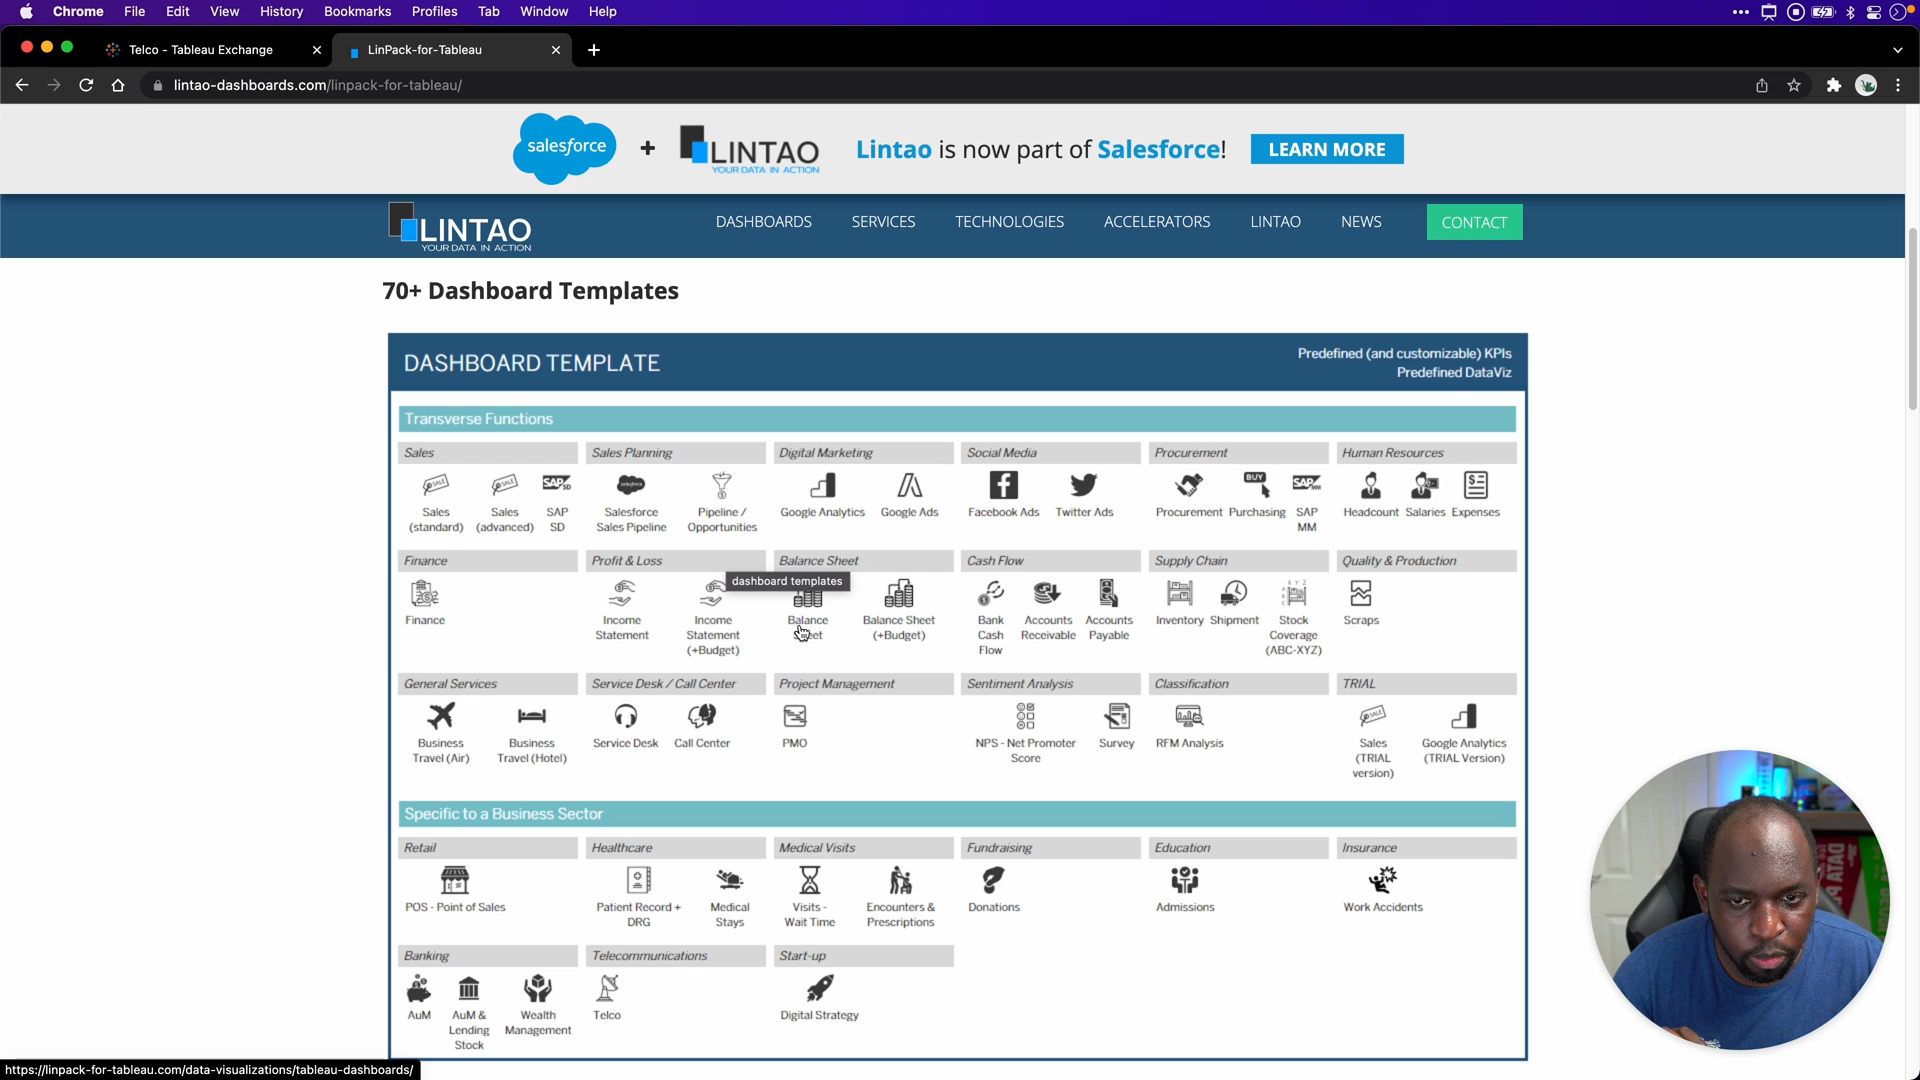 Chrome File Edit View History Bookmarks Profiles Tab Window Help
Telco - Tableau Exchange
LinPack-for-Tableau
lintao-dashboards.com/linpack-for-tableau/
salesforce + LINTAO
YOUR DATA IN ACTION
Lintao is now part of Salesforce!
LEARN MORE
LINTAO
YOUR DATA IN ACTION
DASHBOARDS SERVICES TECHNOLOGIES ACCELERATORS LINTAO NEWS CONTACT
70+ Dashboard Templates
DASHBOARD TEMPLATE
Predefined (and customizable) KPIs
Predefined DataViz
Transverse Functions
Sales Sales Planning Digital Marketing Social Media Procurement Human Resources
SALE SALE SAP SD salesforce BUY SAP MM
Sales Sales SAP Salesforce Pipeline / Google Analytics Google Ads Facebook Ads Twitter Ads Procurement Purchasing SAP Headcount Salaries Expenses
(standard) (advanced) SD Sales Pipeline Opportunities MM
Finance Profit & Loss Balance Sheet Cash Flow Supply Chain Quality & Production
dashboard templates
X Y Z
A
B
C
Finance Income Income Balance Balance Sheet Bank Accounts Accounts Inventory Shipment Stock Scraps
Statement Statement (+Budget) Cash Receivable Payable Coverage
(+Budget) Flow (ABC-XYZ)
General Services Service Desk / Call Center Project Management Sentiment Analysis Classification TRIAL
SALE
Business Business Service Desk Call Center PMO NPS - Net Promoter Survey RFM Analysis Sales Google Analytics
Travel (Air) Travel (Hotel) Score (TRIAL (TRIAL Version)
version)
Specific to a Business Sector
Retail Healthcare Medical Visits Fundraising Education Insurance
POS - Point of Sales Patient Record + Medical Visits - Encounters & Donations Admissions Work Accidents
DRG Stays Wait Time Prescriptions
Banking Telecommunications Start-up
AuM AuM & Wealth Telco Digital Strategy
Lending Management
Stock
DATA
https://linpack-for-tableau.com/data-visualizations/tableau-dashboards/